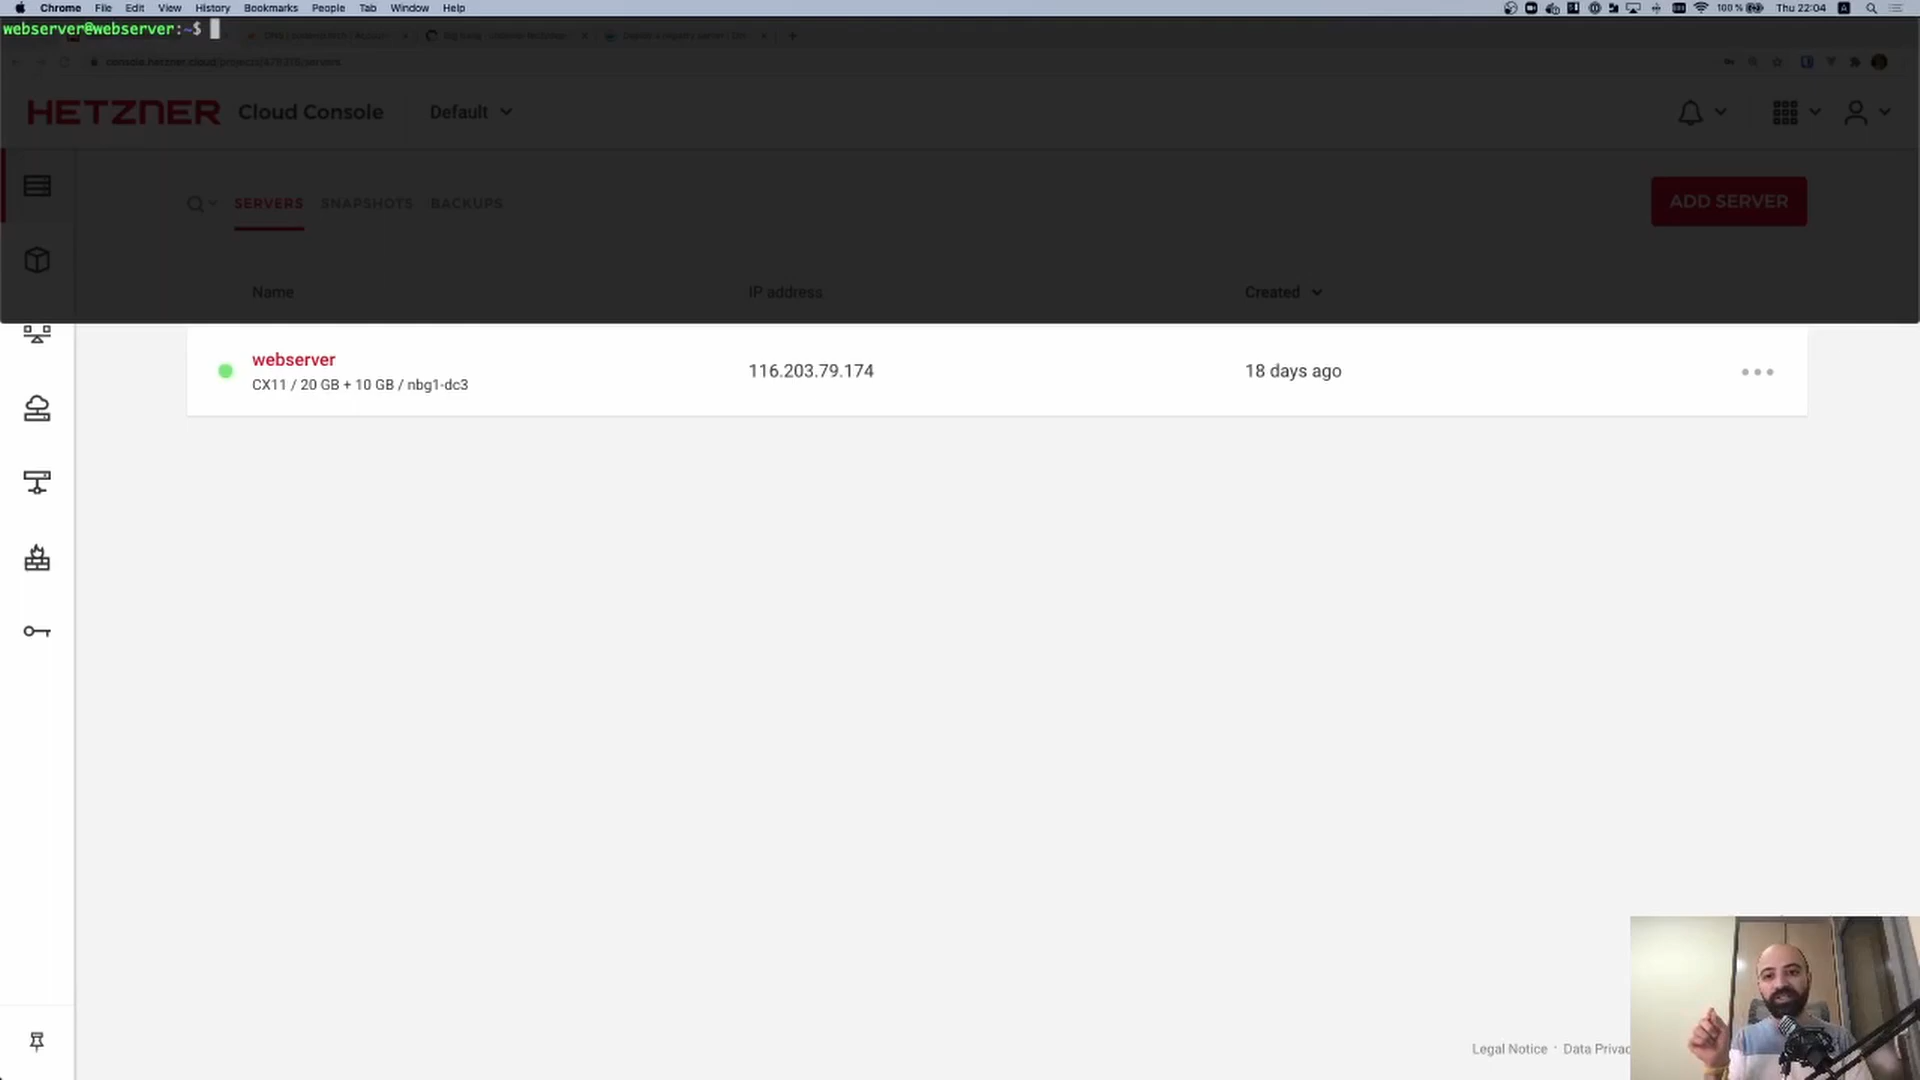 Chrome File Edit View History Bookmarks People Tab Window Help
100 % Thu 22:04
webserver@webserver:~$
HETZNER Cloud Console Default
SERVERS SNAPSHOTS BACKUPS
ADD SERVER
Name IP address Created
webserver
116.203.79.174 18 days ago
CX11 / 20 GB + 10 GB / nbg1-dc3
Legal Notice · Data